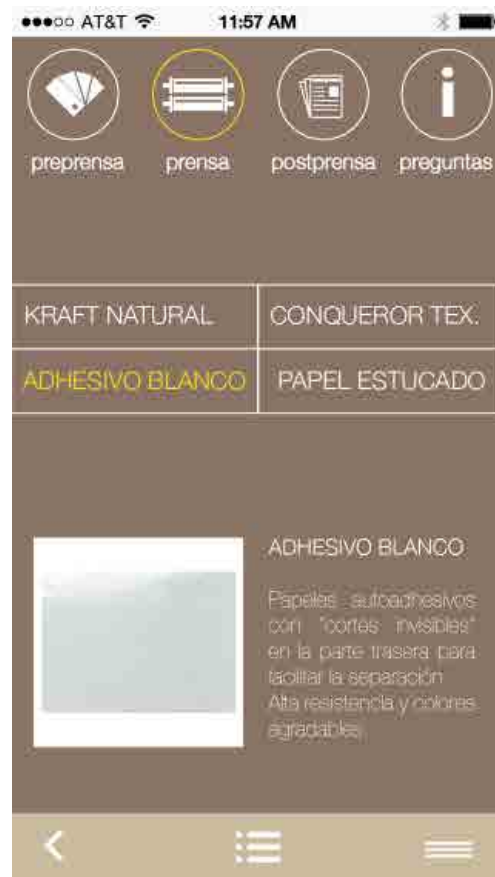 AT&T 11:57 AM
preprensa prensa postprensa preguntas
KRAFT NATURAL CONQUEROR TEX.
ADHESIVO BLANCO PAPEL ESTUCADO
ADHESIVO BLANCO
Papeles autoadhesivos
con "cortes invisibles"
en la parte trasera para
facilitar la separación
Alta resistencia y colores
agradables